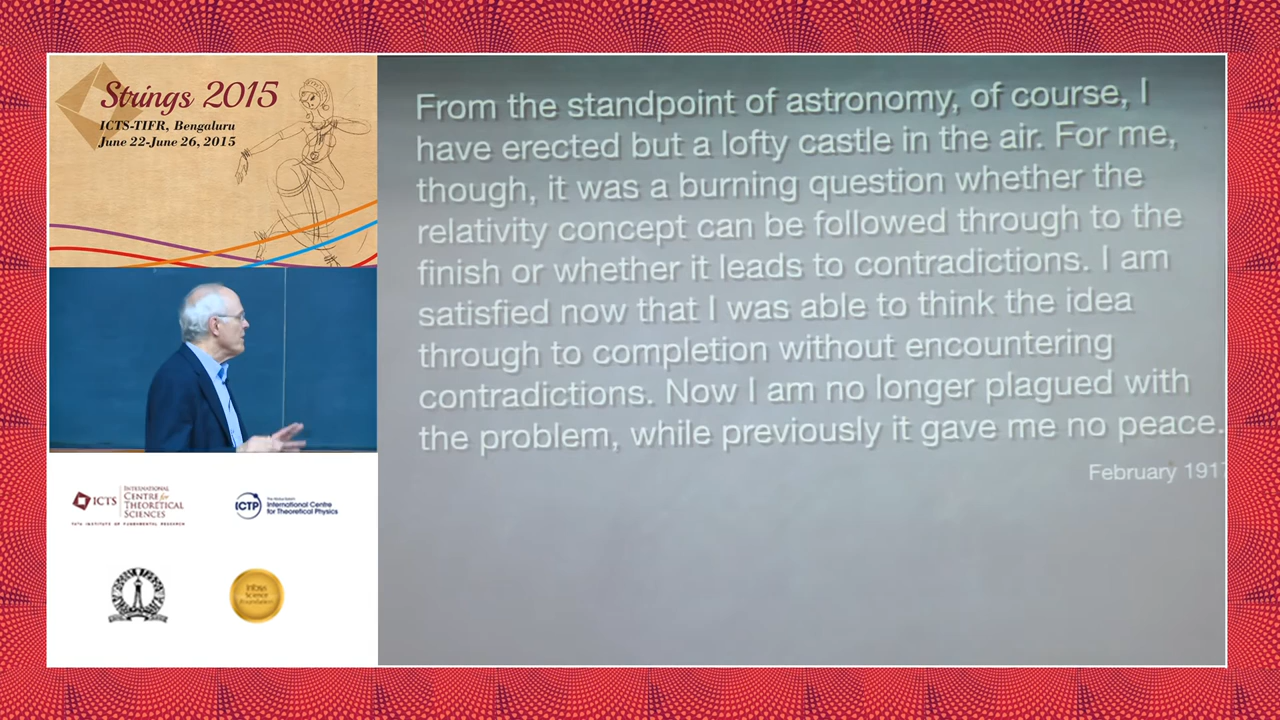 Strings 2015
ICTS-TIFR, Bengaluru
June 22-June 26, 2015
From the standpoint of astronomy, of course, I
have erected but a lofty castle in the air. For me,
though, it was a burning question whether the
relativity concept can be followed through to the
finish or whether it leads to contradictions. I am
satisfied now that I was able to think the idea
through to completion without encountering
contradictions. Now I am no longer plagued with
the problem, while previously it gave me no peace.
February 1917
ICTS
INTERNATIONAL
CENTRE for
THEORETICAL
SCIENCES
TATA INSTITUTE OF FUNDAMENTAL RESEARCH
ICTP
International Centre
for Theoretical Physics
Infosys
Science
Foundation